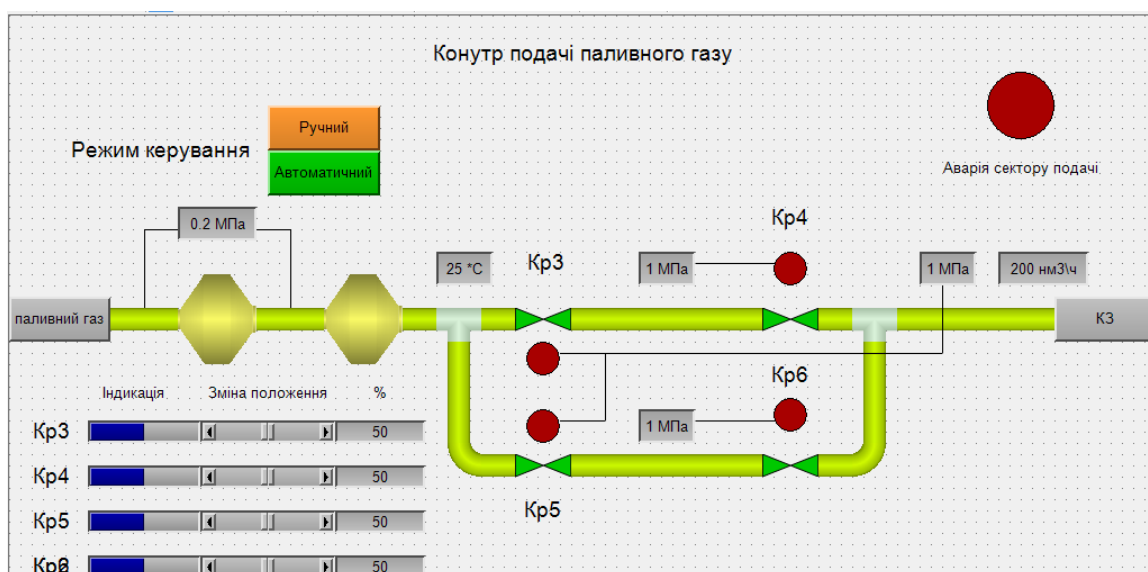 Конутр подачі паливного газу
Ручний
Режим керування
Автоматичний
Аварія сектору подачі
0.2 МПа
Кр4
25 *C
Кр3
1 МПа
1 МПа
200 нм3\ч
паливний газ
КЗ
Кр6
Індикація Зміна положення %
1 МПа
Кр3 50
Кр4 50
Кр5
Кр5 50
50